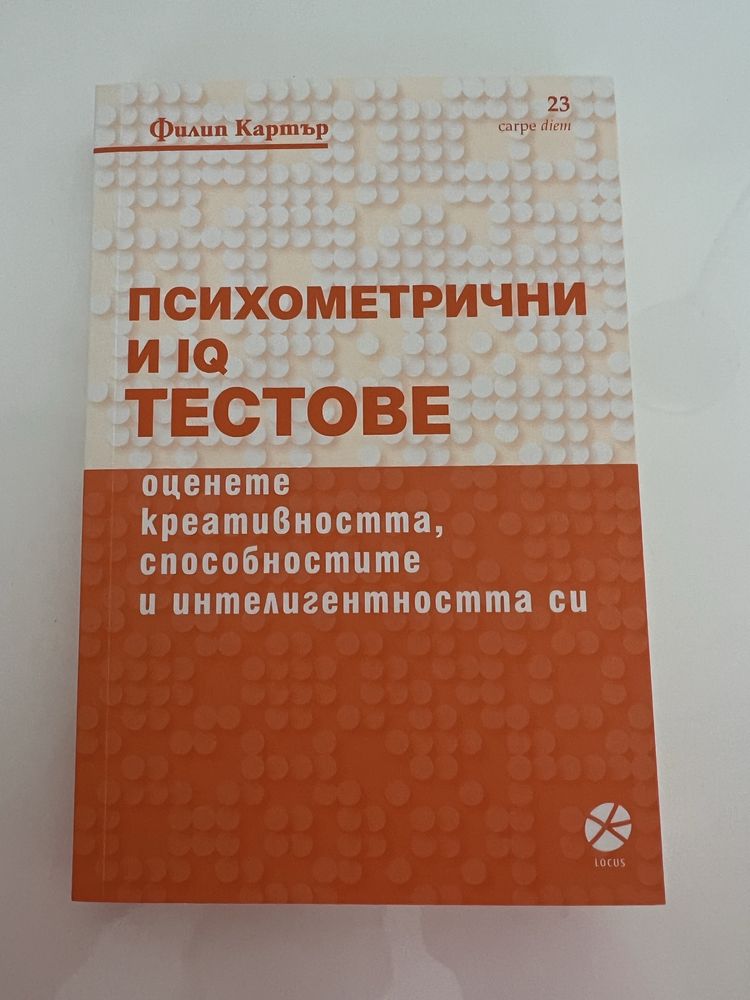 Филип Картър
23
carpe diem
ПСИХОМЕТРИЧНИ
И IQ
ТЕСТОВЕ
оценете
креативността,
способностите
и интелигентността си
LOCUS